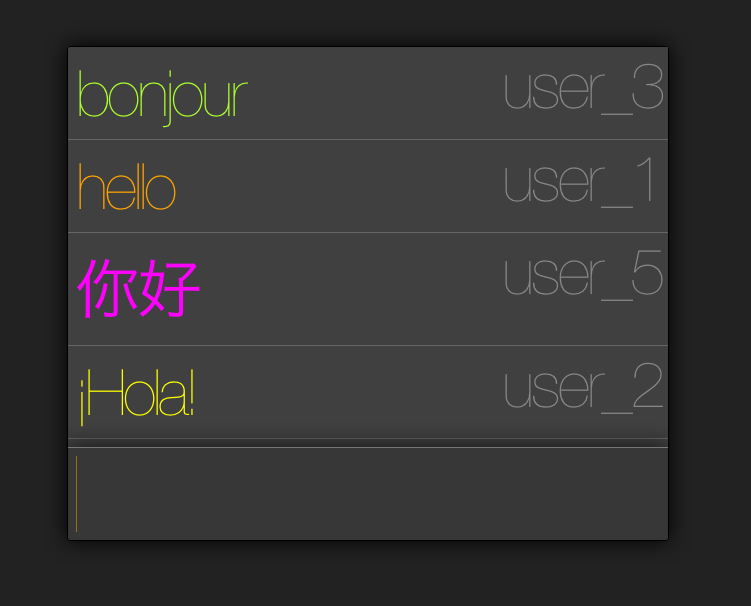 bonjour user_3
hello user_1
你好 user_5
¡Hola! user_2